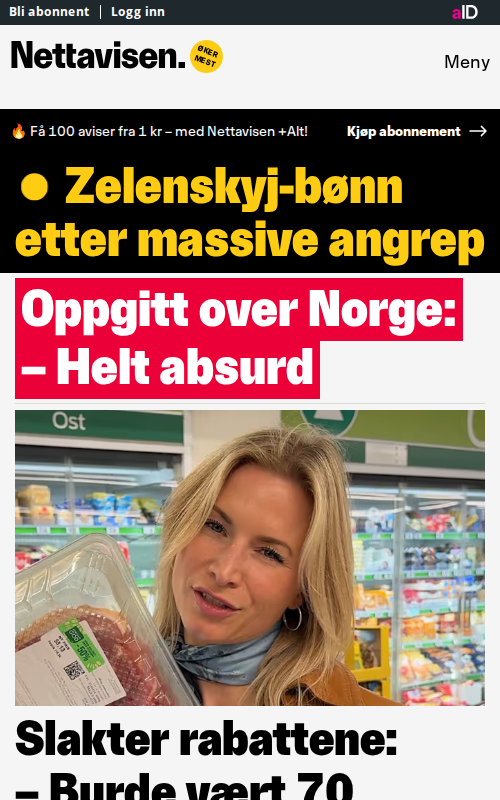 Bli abonnent
Logg inn
aID
Nettavisen.
ØKER
MEST
Meny
🔥 Få 100 aviser fra 1 kr – med Nettavisen +Alt!
Kjøp abonnement →
Zelenskyj-bønn
etter massive angrep
Oppgitt over Norge:
– Helt absurd
Ost
-50%
Slakter rabattene:
– Burde vært 70